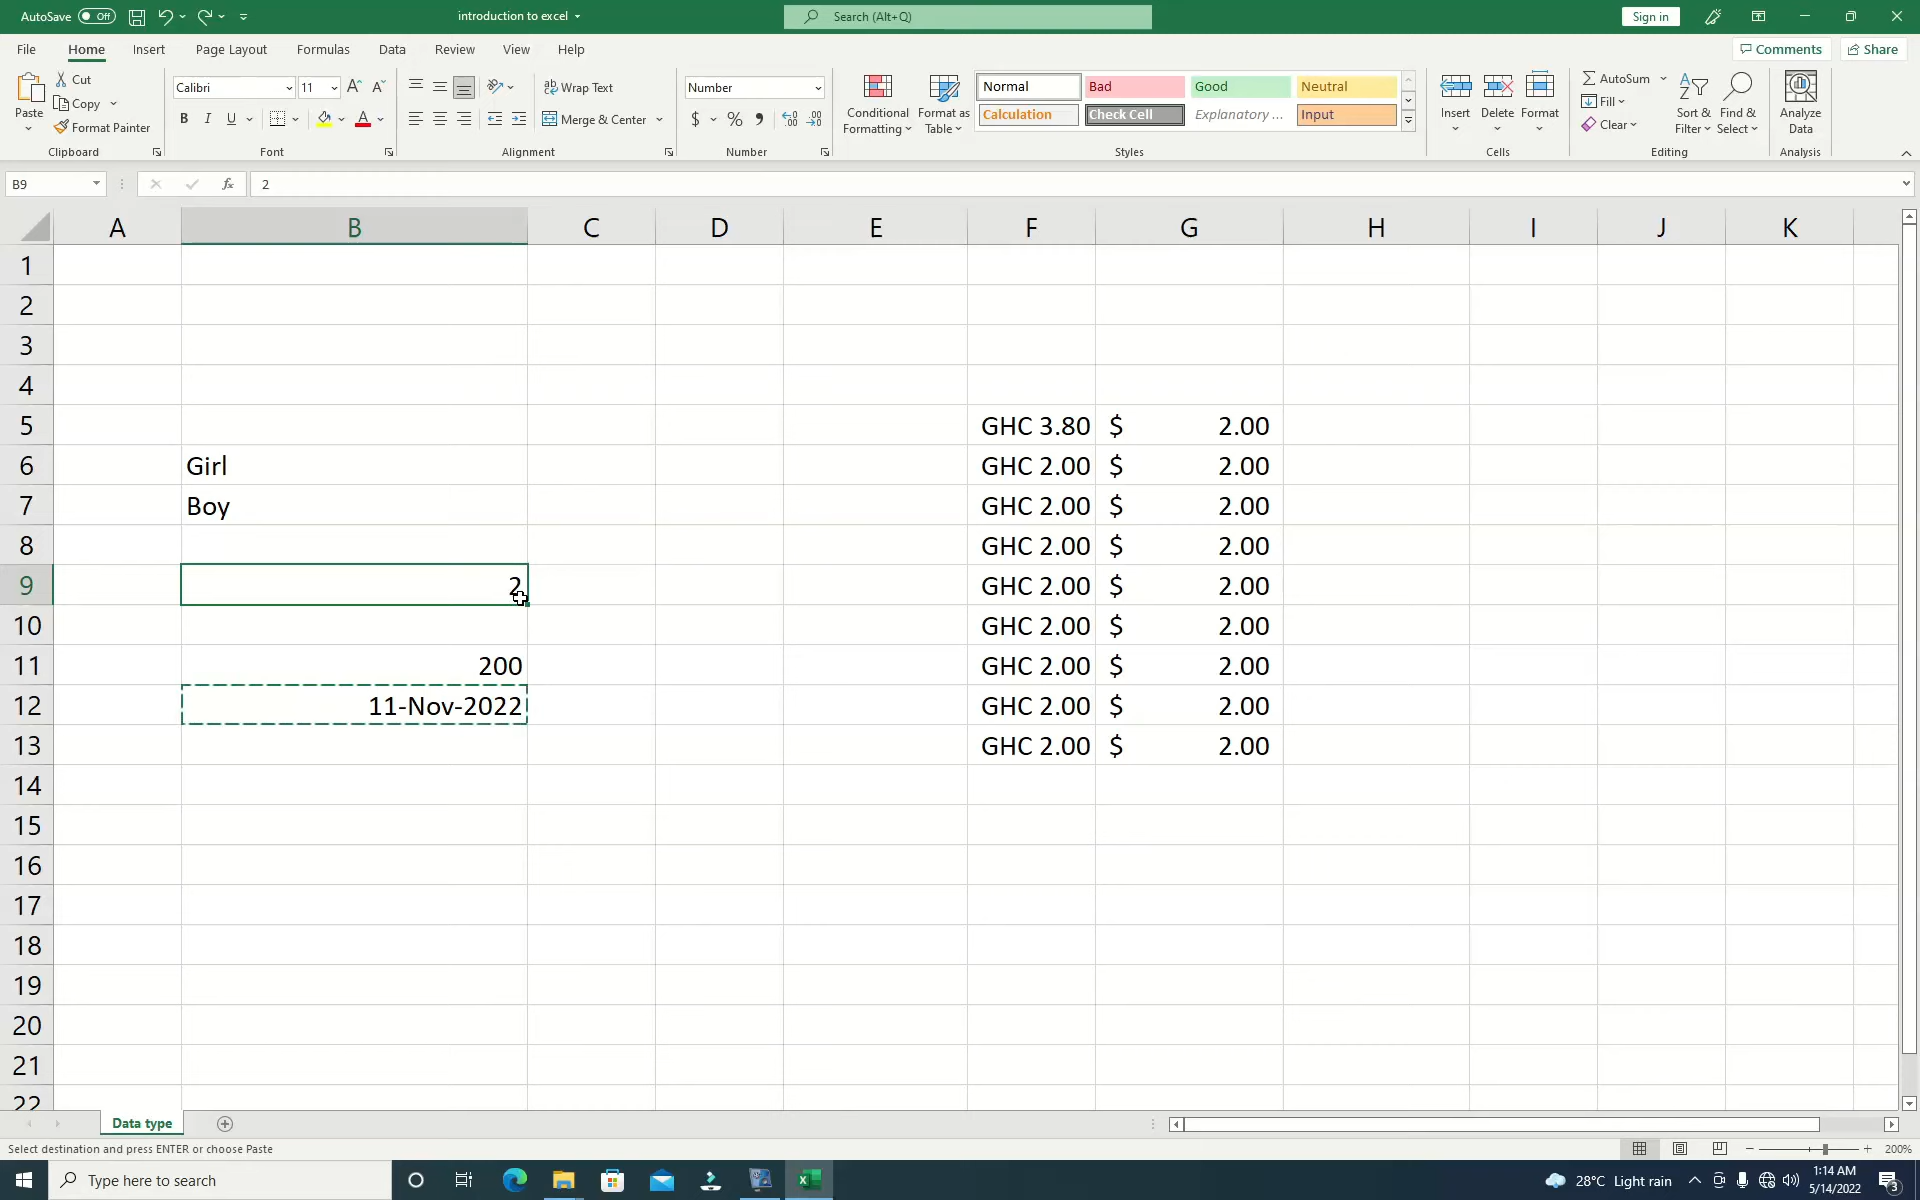 AutoSave Off introduction to excel Search (Alt+Q) Sign in
File Home Insert Page Layout Formulas Data Review View Help Comments Share
Paste Cut Copy Format Painter Clipboard
Calibri 11 B I U Font
Wrap Text Merge & Center Alignment
Number $ % Number
Conditional Formatting Format as Table Normal Bad Good Neutral
Calculation Check Cell Explanatory ... Input Styles
Insert Delete Format Cells
AutoSum Fill Clear Sort & Filter Find & Select Editing
Analyze Data Analysis
B9 fx 2
A B C D E F G H I J K
1
2
3
4
5 GHC 3.80 $ 2.00
6 Girl GHC 2.00 $ 2.00
7 Boy GHC 2.00 $ 2.00
8 GHC 2.00 $ 2.00
9 2 GHC 2.00 $ 2.00
10 GHC 2.00 $ 2.00
11 200 GHC 2.00 $ 2.00
12 11-Nov-2022 GHC 2.00 $ 2.00
13 GHC 2.00 $ 2.00
14
15
16
17
18
19
20
21
22
Data type
Select destination and press ENTER or choose Paste 200%
Type here to search 28°C Light rain 1:14 AM
5/14/2022 3